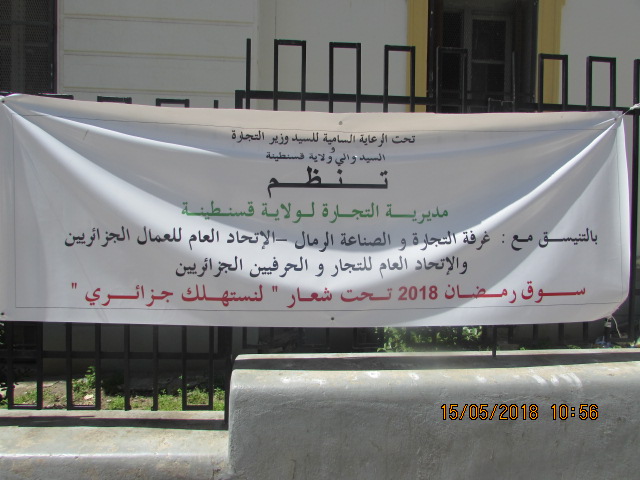 تحت الرعاية السامية للسيد وزير التجارة
و
السيد والي ولاية قسنطينة
تـنـظـم
مديرية التجارة لولاية قسنطينة
بالتنيسق مع : غرفة التجارة و الصناعة الرمال -الإتحاد العام للعمال الجزائريين
والإتحاد العام للتجار و الحرفيين الجزائريين
سوق رمضان 2018 تحت شعار " لنستهلك جزائري "
15/05/2018 10:56